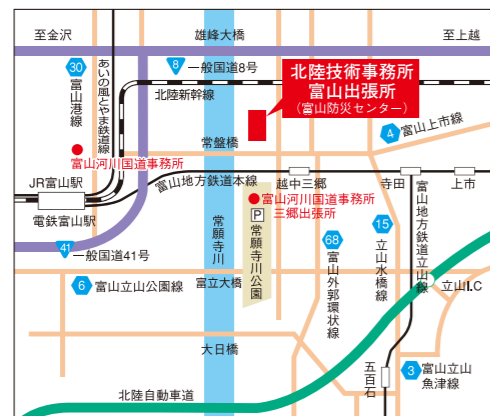 至金沢
雄峰大橋
至上越
30
富山港線
あいの風とやま鉄道線
8
一般国道8号
北陸新幹線
北陸技術事務所
富山出張所
（富山防災センター）
常盤橋
4
富山上市線
富山河川国道事務所
JR富山駅
電鉄富山駅
富山地方鉄道本線
越中三郷
寺田
上市
富山河川国道事務所
三郷出張所
P
常願寺川公園
常願寺川
41
一般国道41号
6
富山立山公園線
富立大橋
68
富山外郭環状線
15
立山水橋線
富山地方鉄道立山線
立山I.C
大日橋
五百石
3
富山立山
魚津線
北陸自動車道